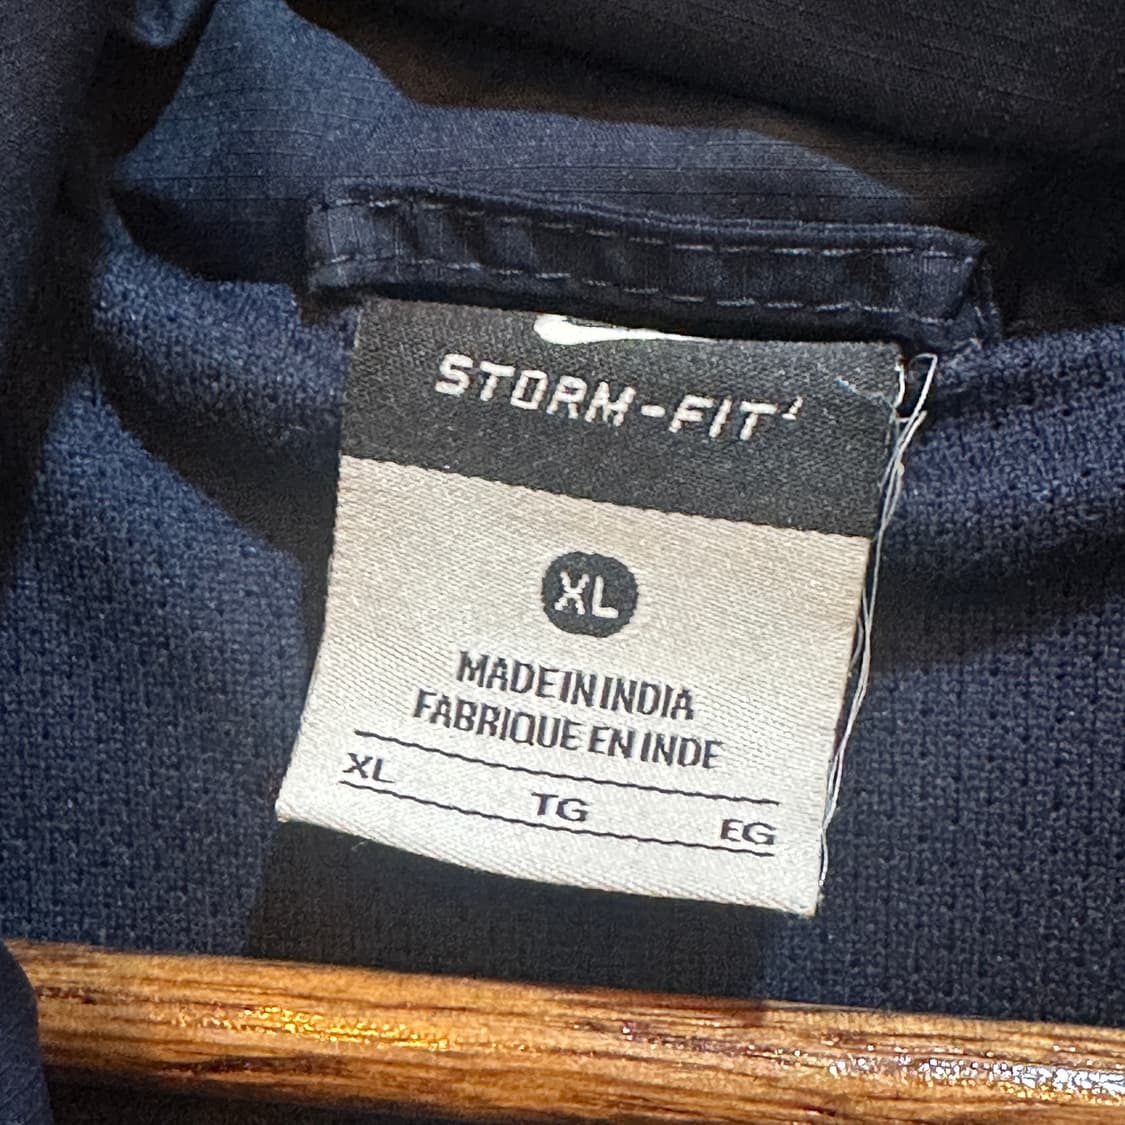 STORM-FIT
XL
MADE IN INDIA
FABRIQUE EN INDE
XL TG EG